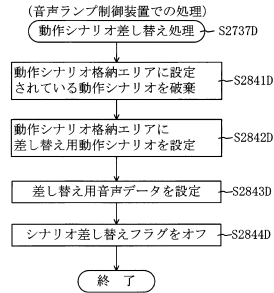 (音声ランプ制御装置での処理)
動作シナリオ差し替え処理 S2737D
動作シナリオ格納エリアに設定
されている動作シナリオを破棄
S2841D
動作シナリオ格納エリアに
差し替え用動作シナリオを設定
S2842D
差し替え用音声データを設定 S2843D
シナリオ差し替えフラグをオフ S2844D
終 了